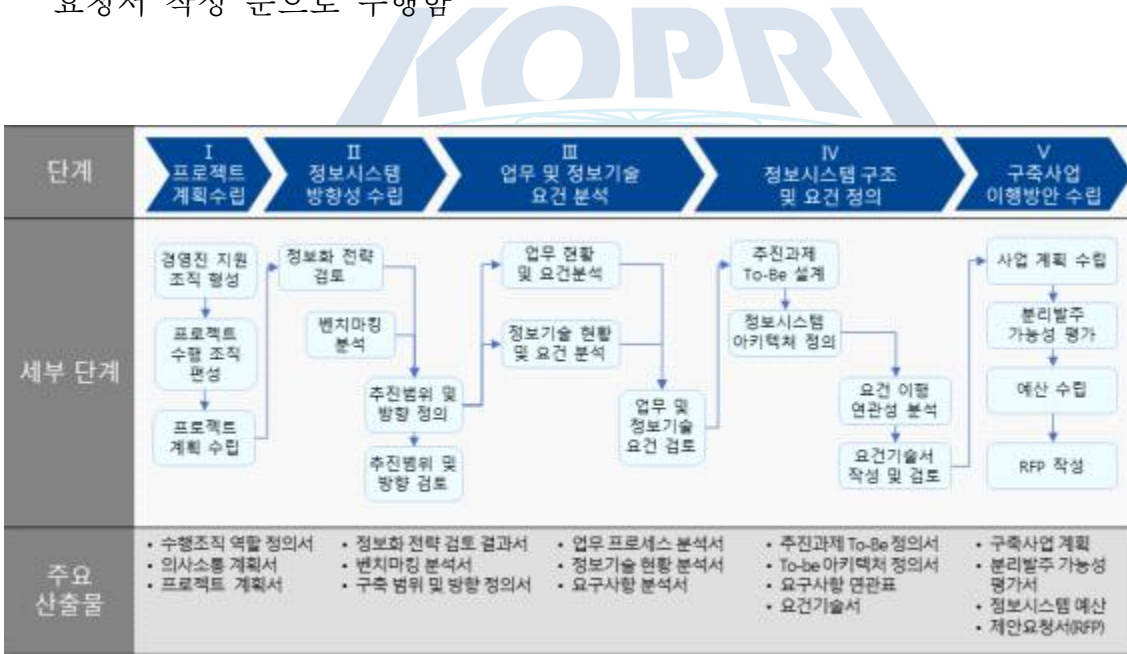 요청서 작성 순으로 수행함
KOPRI
단계
Ⅰ
프로젝트
계획수립
Ⅱ
정보시스템
방향성 수립
Ⅲ
업무 및 정보기술
요건 분석
Ⅳ
정보시스템 구조
및 요건 정의
Ⅴ
구축사업
이행방안 수립
세부 단계
경영진 지원
조직 형성
프로젝트
수행 조직
편성
프로젝트
계획 수립
정보화 전략
검토
벤치마킹
분석
추진범위 및
방향 정의
추진범위 및
방향 검토
업무 현황
및 요건분석
정보기술 현황
및 요건 분석
업무 및
정보기술
요건 검토
추진과제
To-Be 설계
정보시스템
아키텍처 정의
요건 이행
연관성 분석
요건기술서
작성 및 검토
사업 계획 수립
분리발주
가능성 평가
예산 수립
RFP 작성
주요
산출물
• 수행조직 역할 정의서
• 의사소통 계획서
• 프로젝트 계획서
• 정보화 전략 검토 결과서
• 벤치마킹 분석서
• 구축 범위 및 방향 정의서
• 업무 프로세스 분석서
• 정보기술 현황 분석서
• 요구사항 분석서
• 추진과제 To-Be 정의서
• To-be 아키텍처 정의서
• 요구사항 연관표
• 요건기술서
• 구축사업 계획
• 분리발주 가능성
평가서
• 정보시스템 예산
• 제안요청서(RFP)